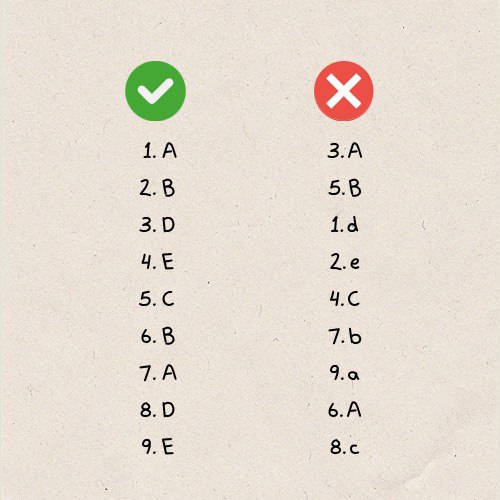 1. A
2. B
3. D
4. E
5. C
6. B
7. A
8. D
9. E
3. A
5. B
1. d
2. e
4. C
7. b
9. a
6. A
8. c